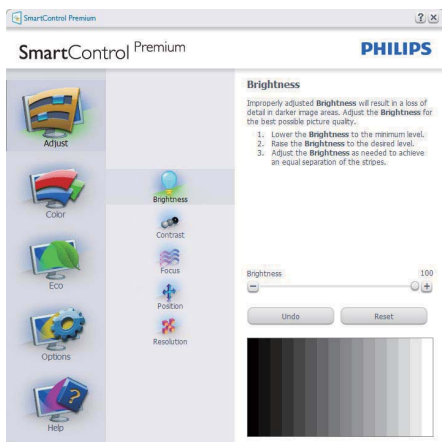 SmartControl Premium
SmartControl Premium
PHILIPS
Adjust
Color
Eco
Options
Help
Brightness
Contrast
Focus
Position
Resolution
Brightness
Improperly adjusted Brightness will result in a loss of
detail in darker image areas. Adjust the Brightness for
the best possible picture quality.
1. Lower the Brightness to the minimum level.
2. Raise the Brightness to the desired level.
3. Adjust the Brightness as needed to achieve
an equal separation of the stripes.
Brightness 100
Undo Reset